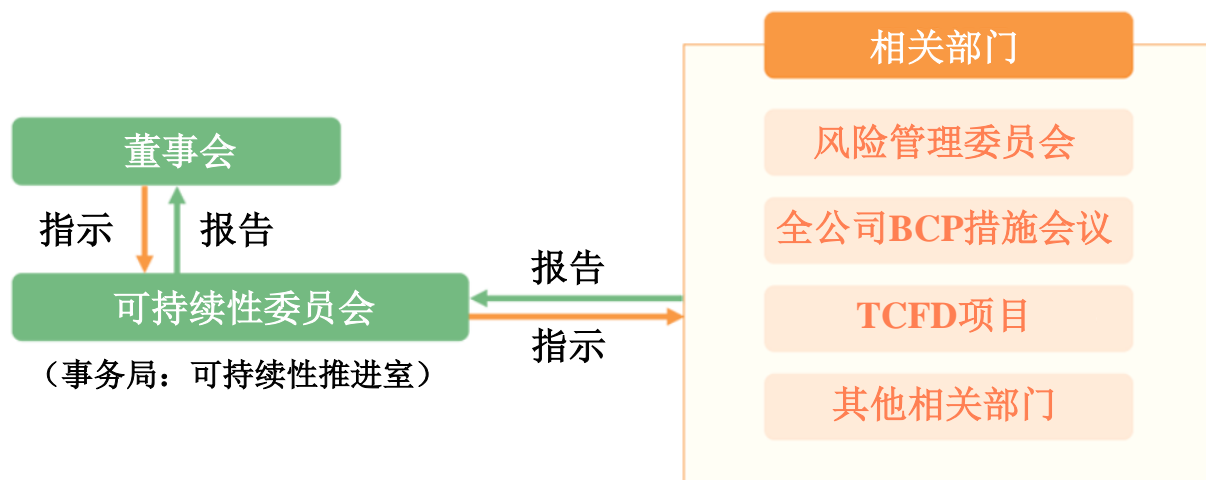 相关部门
董事会
风险管理委员会
指示
报告
全公司BCP措施会议
报告
可持续性委员会
TCFD项目
指示
（事务局：可持续性推进室）
其他相关部门